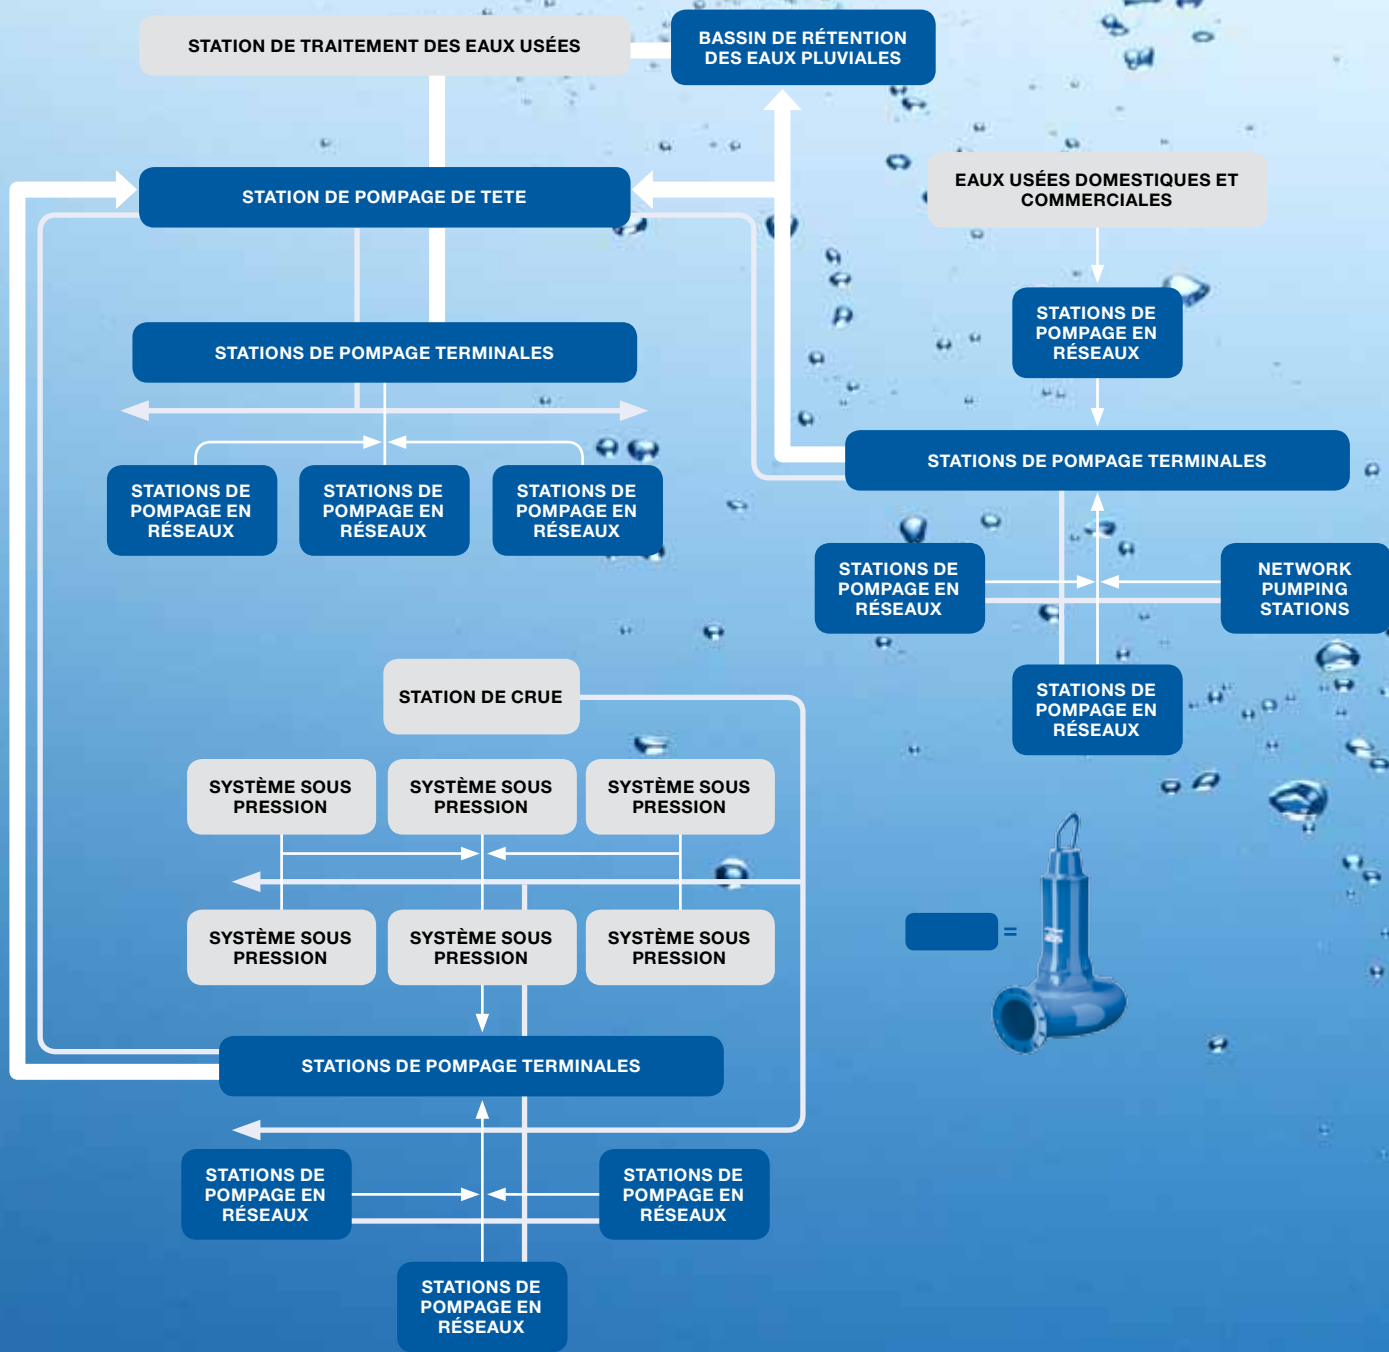 STATION DE TRAITEMENT DES EAUX USÉES
BASSIN DE RÉTENTION
DES EAUX PLUVIALES
STATION DE POMPAGE DE TETE
EAUX USÉES DOMESTIQUES ET
COMMERCIALES
STATIONS DE
POMPAGE EN
RÉSEAUX
STATIONS DE POMPAGE TERMINALES
STATIONS DE POMPAGE TERMINALES
STATIONS DE
POMPAGE EN
RÉSEAUX
STATIONS DE
POMPAGE EN
RÉSEAUX
STATIONS DE
POMPAGE EN
RÉSEAUX
STATIONS DE
POMPAGE EN
RÉSEAUX
NETWORK
PUMPING
STATIONS
STATIONS DE
POMPAGE EN
RÉSEAUX
STATION DE CRUE
SYSTÈME SOUS
PRESSION
SYSTÈME SOUS
PRESSION
SYSTÈME SOUS
PRESSION
SYSTÈME SOUS
PRESSION
SYSTÈME SOUS
PRESSION
SYSTÈME SOUS
PRESSION
=
STATIONS DE POMPAGE TERMINALES
STATIONS DE
POMPAGE EN
RÉSEAUX
STATIONS DE
POMPAGE EN
RÉSEAUX
STATIONS DE
POMPAGE EN
RÉSEAUX